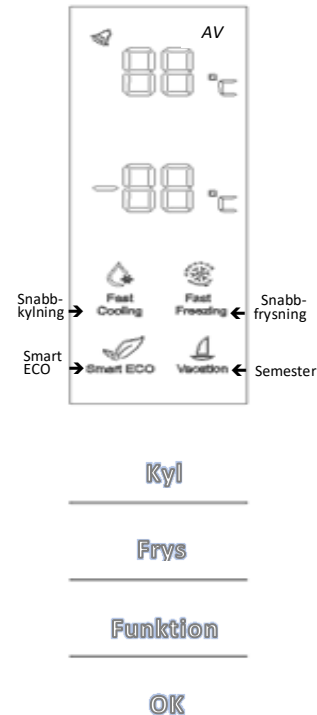 AV
88 °C
-88 °C
Snabb-
kylning
Fast
Cooling
Fast
Freezing
Snabb-
frysning
Smart
ECO
Smart ECO
Vacation
Semester
Kyl
Frys
Funktion
OK